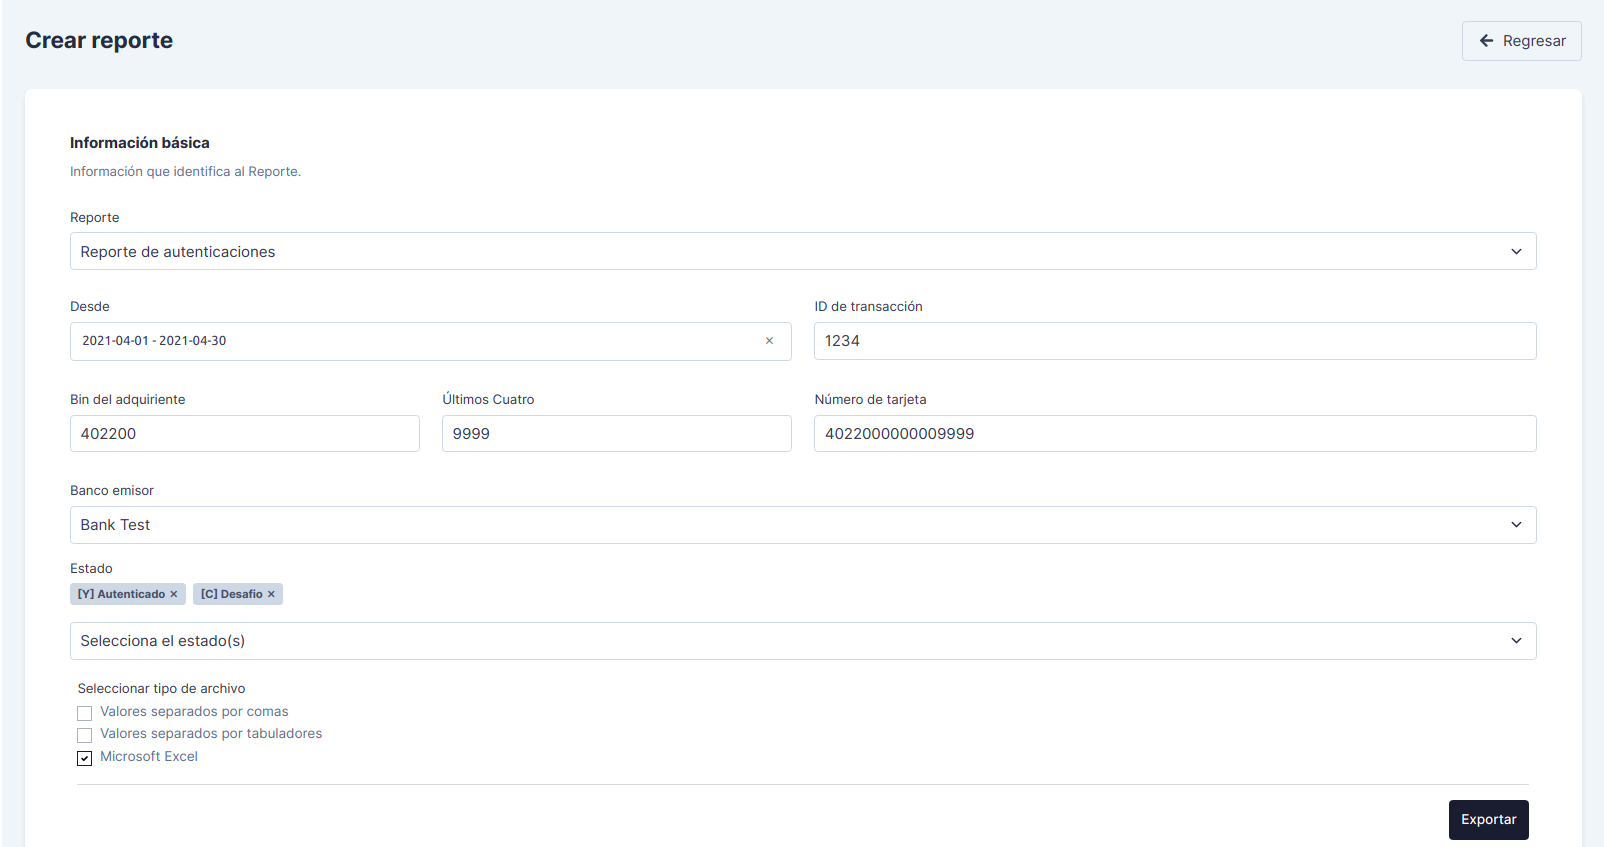 Crear reporte
Regresar
Información básica
Información que identifica al Reporte.
Reporte
Reporte de autenticaciones
Desde
ID de transacción
2021-04-01 - 2021-04-30 ×
1234
Bin del adquiriente
Últimos Cuatro
Número de tarjeta
402200
9999
4022000000009999
Banco emisor
Bank Test
Estado
[Y] Autenticado × [C] Desafio ×
Selecciona el estado(s)
Seleccionar tipo de archivo
Valores separados por comas
Valores separados por tabuladores
Microsoft Excel
Exportar